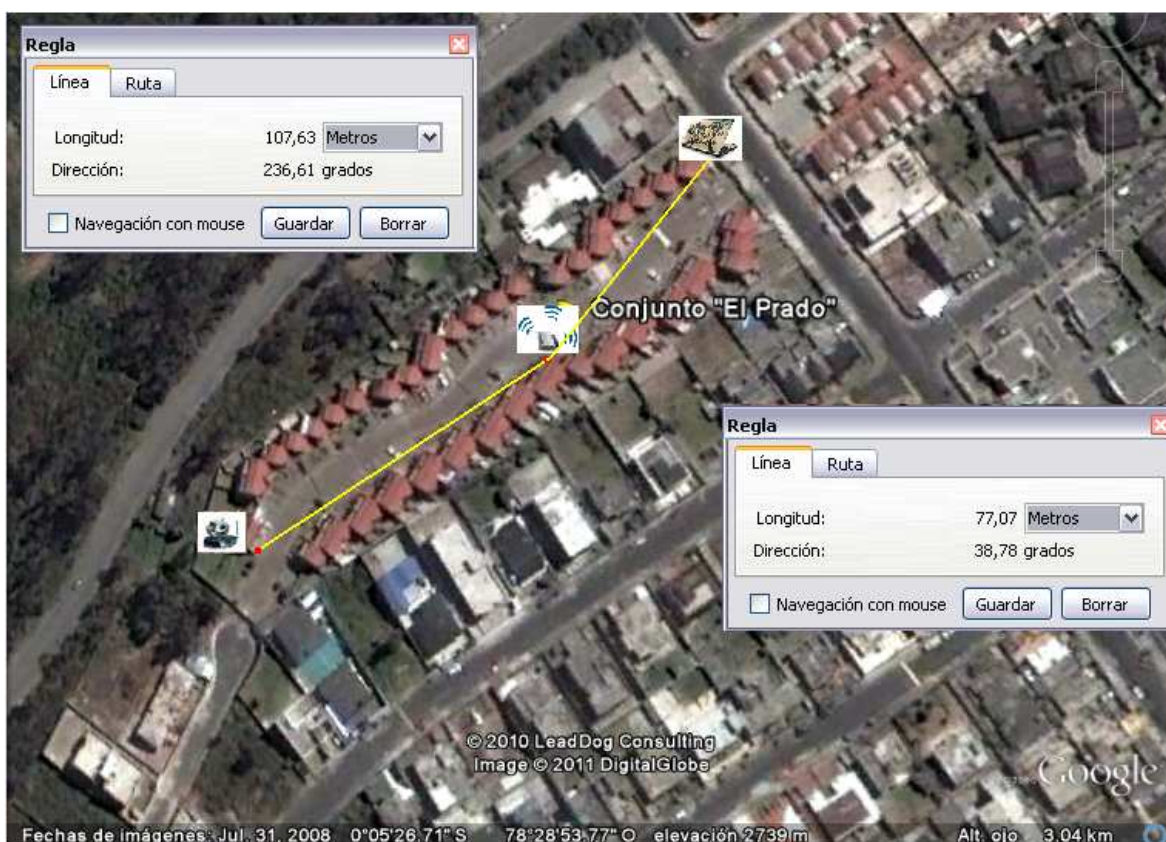 Regla
Línea Ruta
Longitud: 107,63 Metros
Dirección: 236,61 grados
Navegación con mouse Guardar Borrar
Conjunto "El Prado"
Regla
Línea Ruta
Longitud: 77,07 Metros
Dirección: 38,78 grados
Navegación con mouse Guardar Borrar
© 2010 LeadDog Consulting
Image © 2011 DigitalGlobe
Google
Fechas de imágenes: Jul. 31, 2008 0°05'26.71" S 78°28'53.77" O elevación 2739 m Alt. ojo 3.04 km